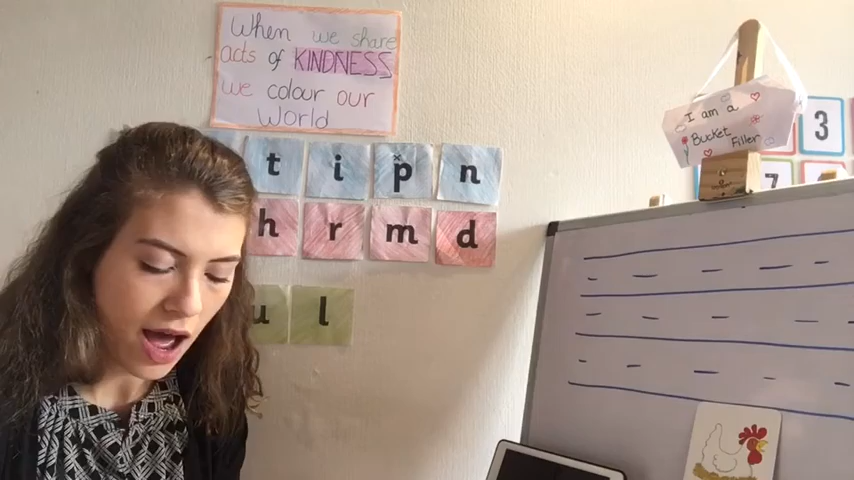 When we share
acts of KINDNESS
we colour our
World
I am a
Bucket
Filler
3
7
t i p n
h r m d
u l